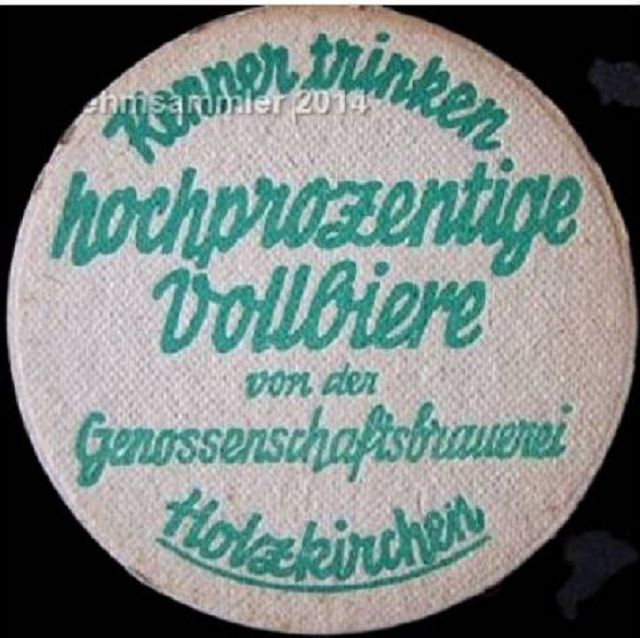 Kenner trinken
ehmsammler 2014
hochprozentige
Vollbiere
von der
Genossenschaftsbrauerei
Holzkirchen